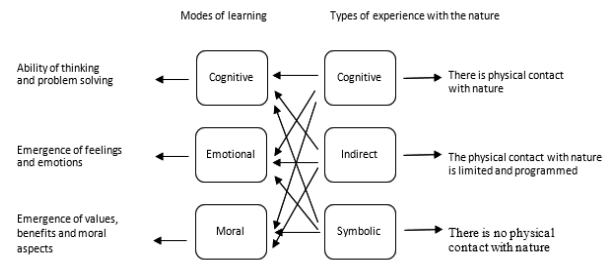 Modes of learning
Types of experience with the nature
Ability of thinking
and problem solving
Cognitive
Cognitive
There is physical contact
with nature
Emergence of feelings
and emotions
Emotional
Indirect
The physical contact with nature
is limited and programmed
Emergence of values,
benefits and moral
aspects
Moral
Symbolic
There is no physical
contact with nature